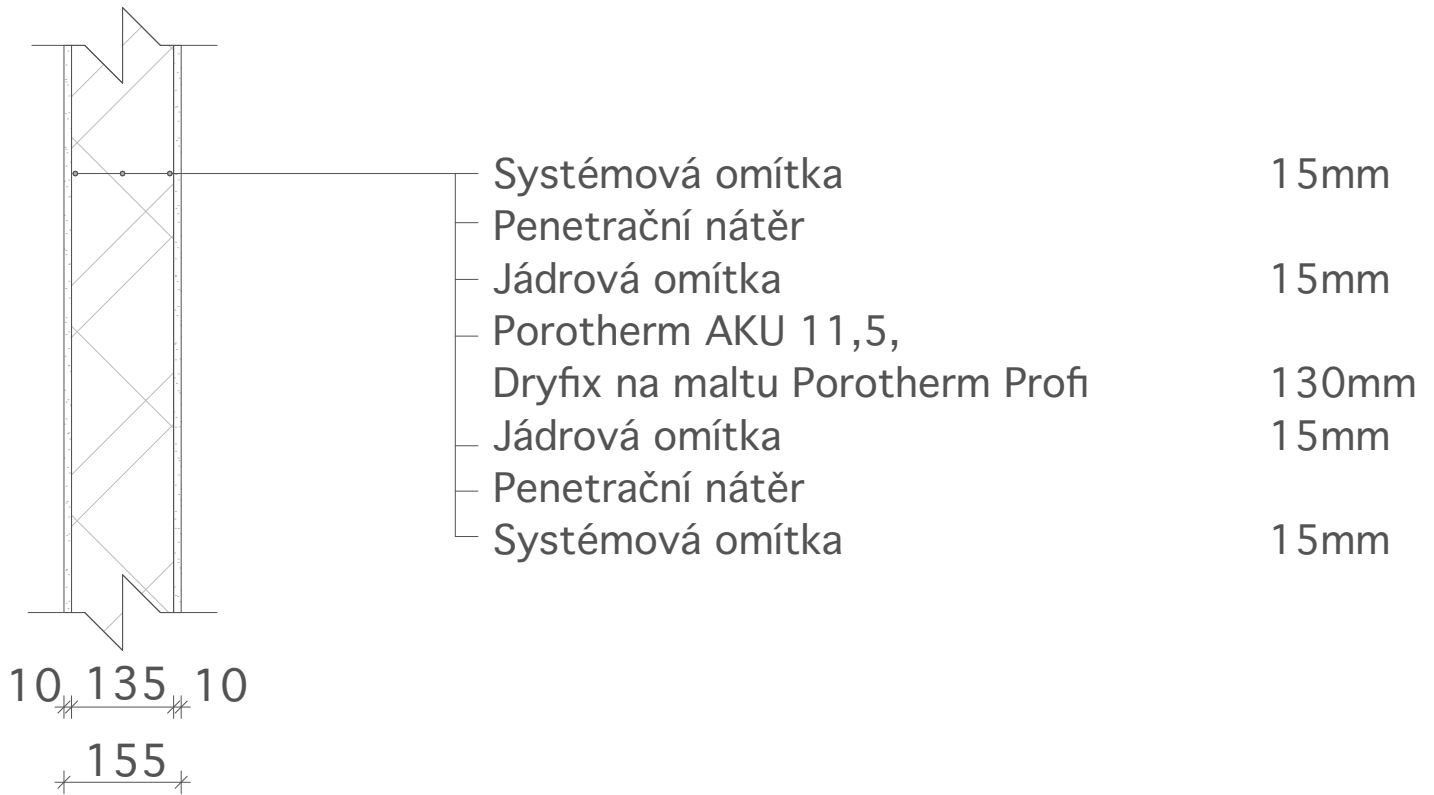 Systémová omítka 15mm
Penetrační nátěr
Jádrová omítka 15mm
Porotherm AKU 11,5,
Dryfix na maltu Porotherm Profi 130mm
Jádrová omítka 15mm
Penetrační nátěr
Systémová omítka 15mm
10 135 10
155